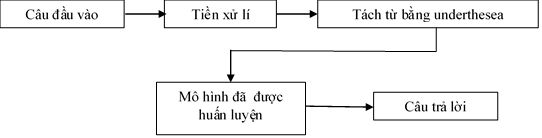 Câu đầu vào
Tiền xử lí
Tách từ bằng underthesea
Mô hình đã được
huấn luyện
Câu trả lời